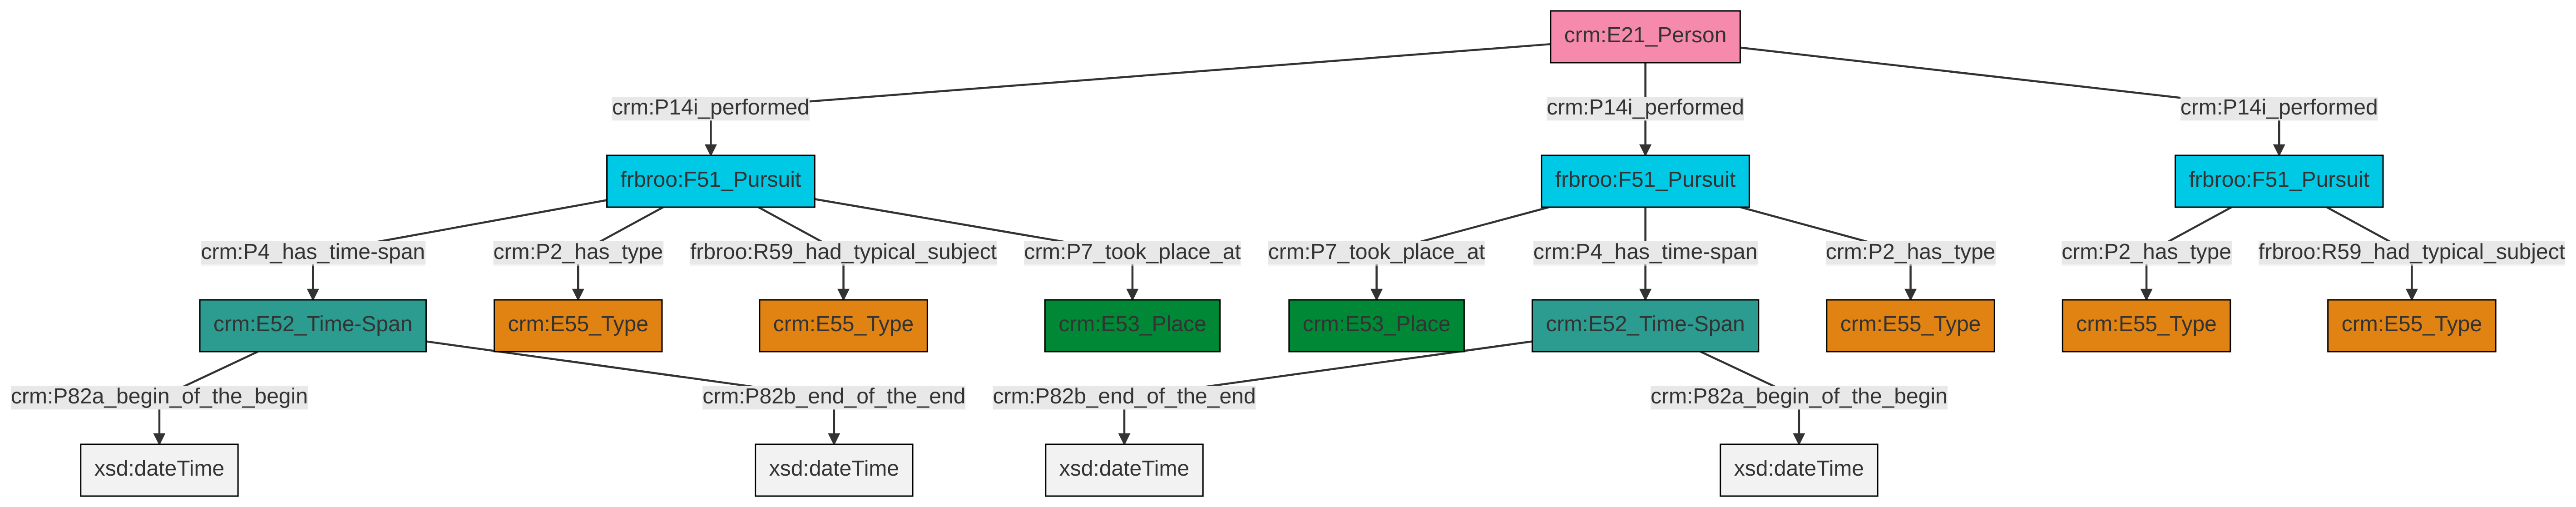 crm:E21_Person
crm:P14i_performed
crm:P14i_performed
crm:P14i_performed
frbroo:F51_Pursuit
frbroo:F51_Pursuit
frbroo:F51_Pursuit
crm:P4_has_time-span
crm:P2_has_type
frbroo:R59_had_typical_subject
crm:P7_took_place_at
crm:P7_took_place_at
crm:P4_has_time-span
crm:P2_has_type
crm:P2_has_type
frbroo:R59_had_typical_subject
crm:E52_Time-Span
crm:E55_Type
crm:E55_Type
crm:E53_Place
crm:E53_Place
crm:E52_Time-Span
crm:E55_Type
crm:E55_Type
crm:E55_Type
crm:P82a_begin_of_the_begin
crm:P82b_end_of_the_end
crm:P82b_end_of_the_end
crm:P82a_begin_of_the_begin
xsd:dateTime
xsd:dateTime
xsd:dateTime
xsd:dateTime